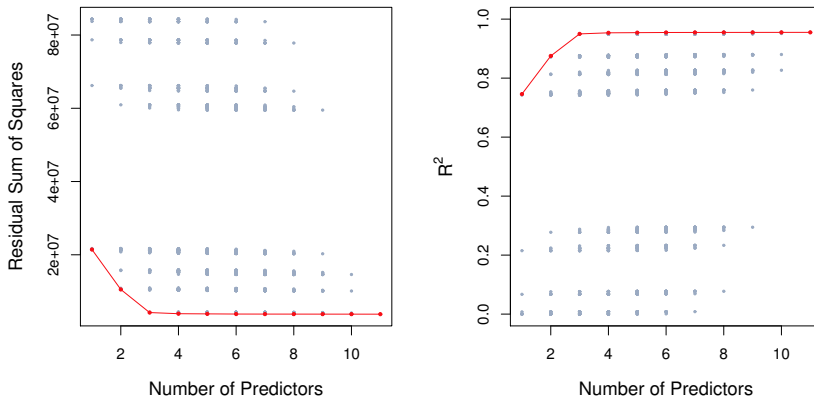 Residual Sum of Squares
8e+07
6e+07
4e+07
2e+07
2 4 6 8 10
Number of Predictors
R²
1.0
0.8
0.6
0.4
0.2
0.0
2 4 6 8 10
Number of Predictors